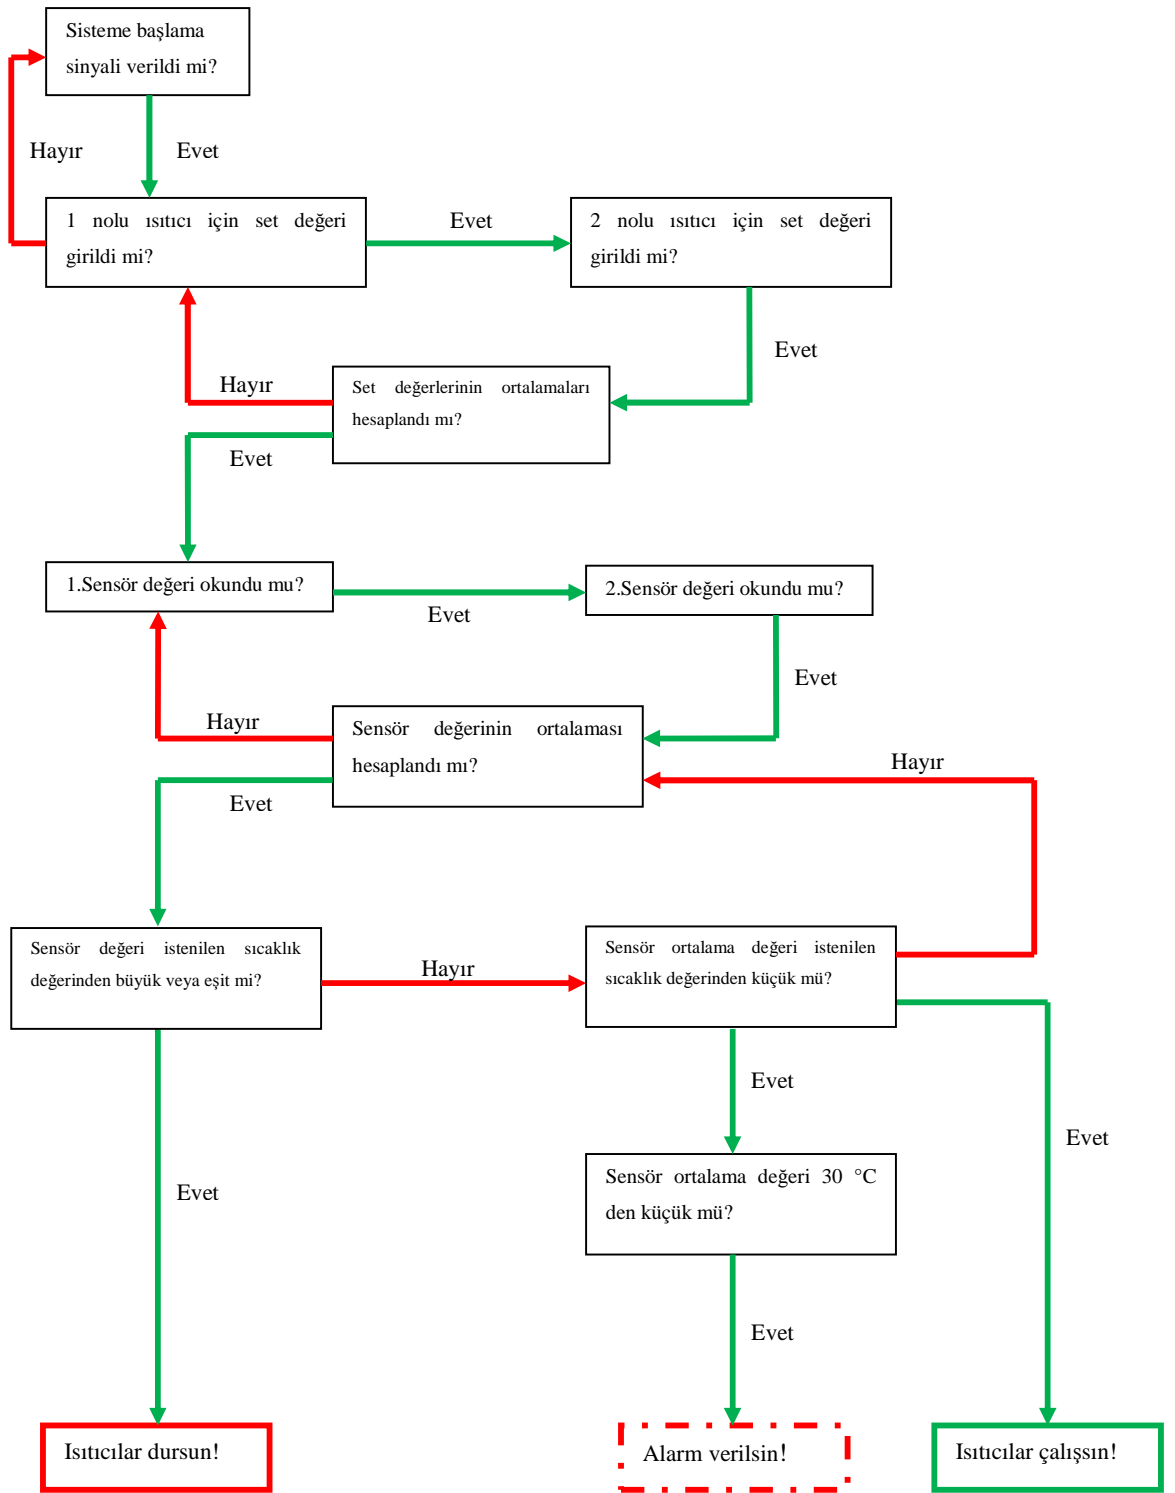 Sisteme başlama
sinyali verildi mi?
Hayır
Evet
1 nolu ısıtıcı için set değeri
girildi mi?
Evet
2 nolu ısıtıcı için set değeri
girildi mi?
Evet
Hayır
Set değerlerinin ortalamaları
hesaplandı mı?
Evet
1.Sensör değeri okundu mu?
Evet
2.Sensör değeri okundu mu?
Evet
Hayır
Sensör değerinin ortalaması
hesaplandı mı?
Hayır
Evet
Sensör değeri istenilen sıcaklık
değerinden büyük veya eşit mi?
Hayır
Sensör ortalama değeri istenilen
sıcaklık değerinden küçük mü?
Evet
Evet
Sensör ortalama değeri 30 °C
den küçük mü?
Evet
Evet
Isıtıcılar dursun!
Alarm verilsin!
Isıtıcılar çalışsın!